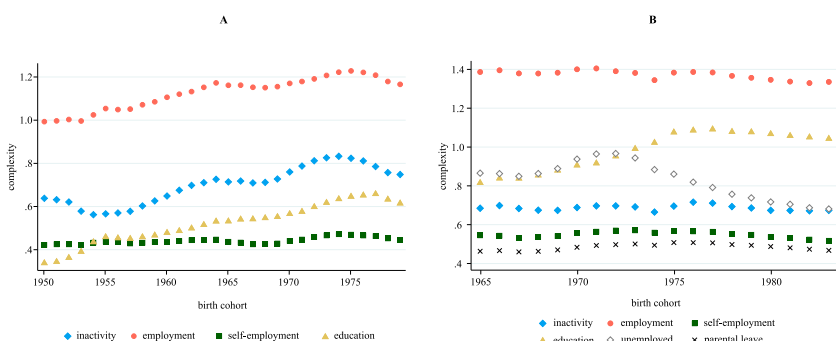 A
complexity
1.2
1.0
.8
.6
.4
1950
1955
1960
1965
1970
1975
birth cohort
inactivity employment self-employment education
B
complexity
1.4
1.2
1.0
.8
.6
.4
1965
1970
1975
1980
birth cohort
inactivity employment self-employment
education unemployed parental leave